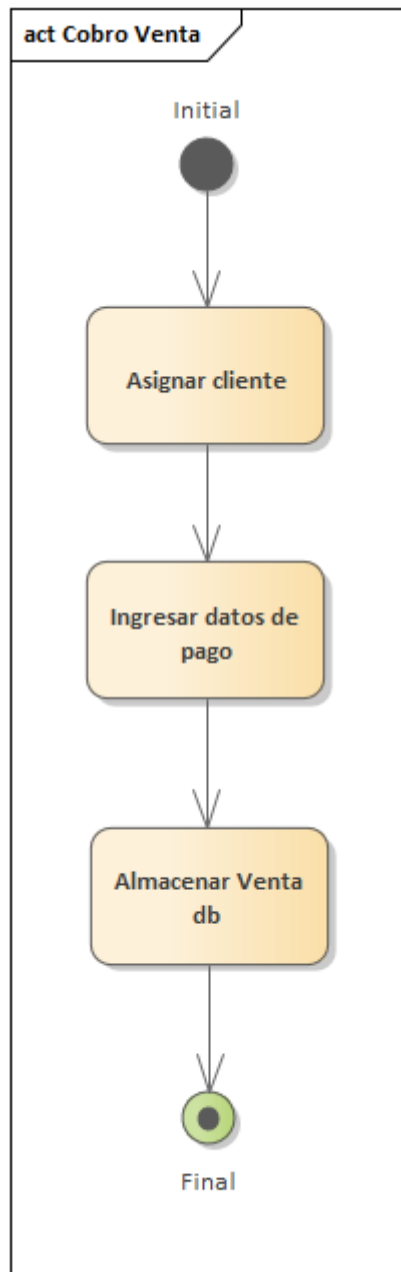 act Cobro Venta
Initial
Asignar cliente
Ingresar datos de
pago
Almacenar Venta
db
Final